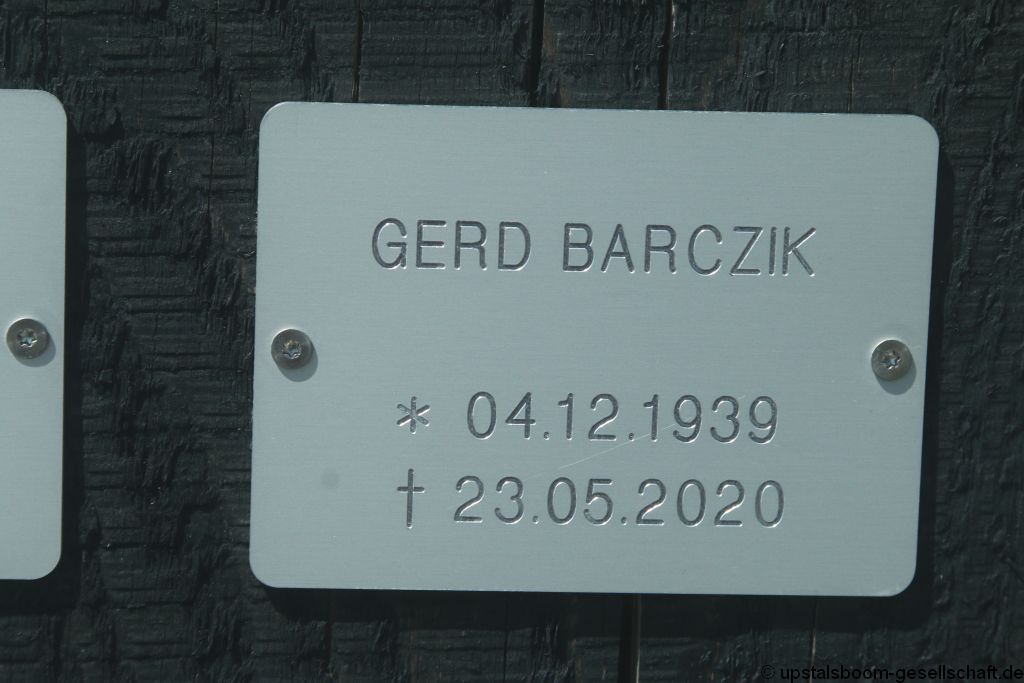 GERD BARCZIK
* 04.12.1939
† 23.05.2020
© upstalsboom-gesellschaft.de